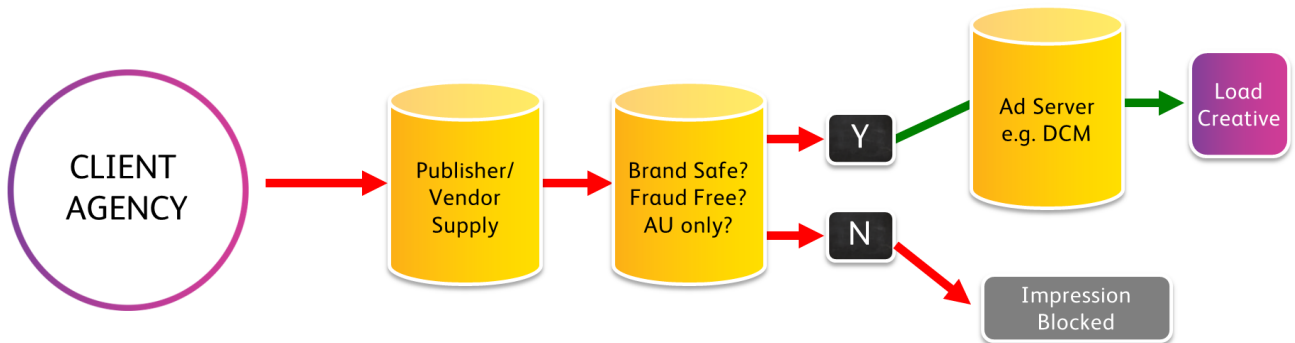 CLIENT
AGENCY
Publisher/
Vendor
Supply
Brand Safe?
Fraud Free?
AU only?
Y
N
Ad Server
e.g. DCM
Load
Creative
Impression
Blocked